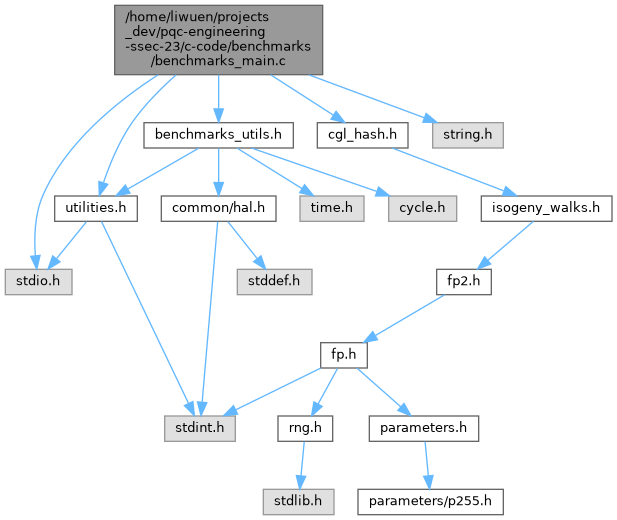 /home/liwuen/projects
_dev/pqc-engineering
-ssec-23/c-code/benchmarks
/benchmarks_main.c
benchmarks_utils.h
cgl_hash.h
string.h
utilities.h
common/hal.h
time.h
cycle.h
isogeny_walks.h
stdio.h
stddef.h
fp2.h
fp.h
stdint.h
rng.h
parameters.h
stdlib.h
parameters/p255.h